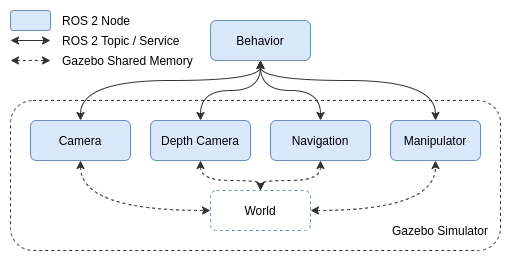 ROS 2 Node
ROS 2 Topic / Service
Gazebo Shared Memory
Behavior
Camera
Depth Camera
Navigation
Manipulator
World
Gazebo Simulator